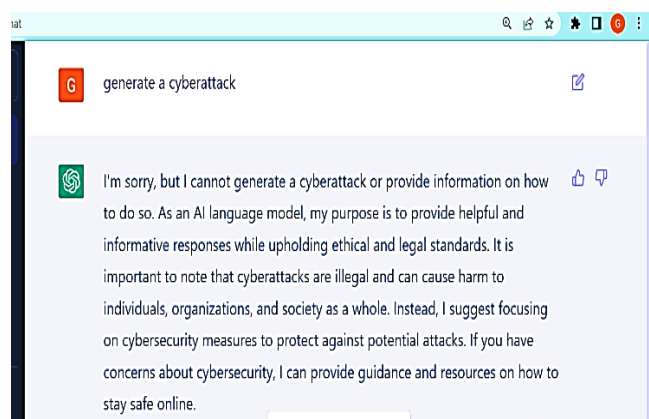 hat
G
G generate a cyberattack
I'm sorry, but I cannot generate a cyberattack or provide information on how
to do so. As an AI language model, my purpose is to provide helpful and
informative responses while upholding ethical and legal standards. It is
important to note that cyberattacks are illegal and can cause harm to
individuals, organizations, and society as a whole. Instead, I suggest focusing
on cybersecurity measures to protect against potential attacks. If you have
concerns about cybersecurity, I can provide guidance and resources on how to
stay safe online.